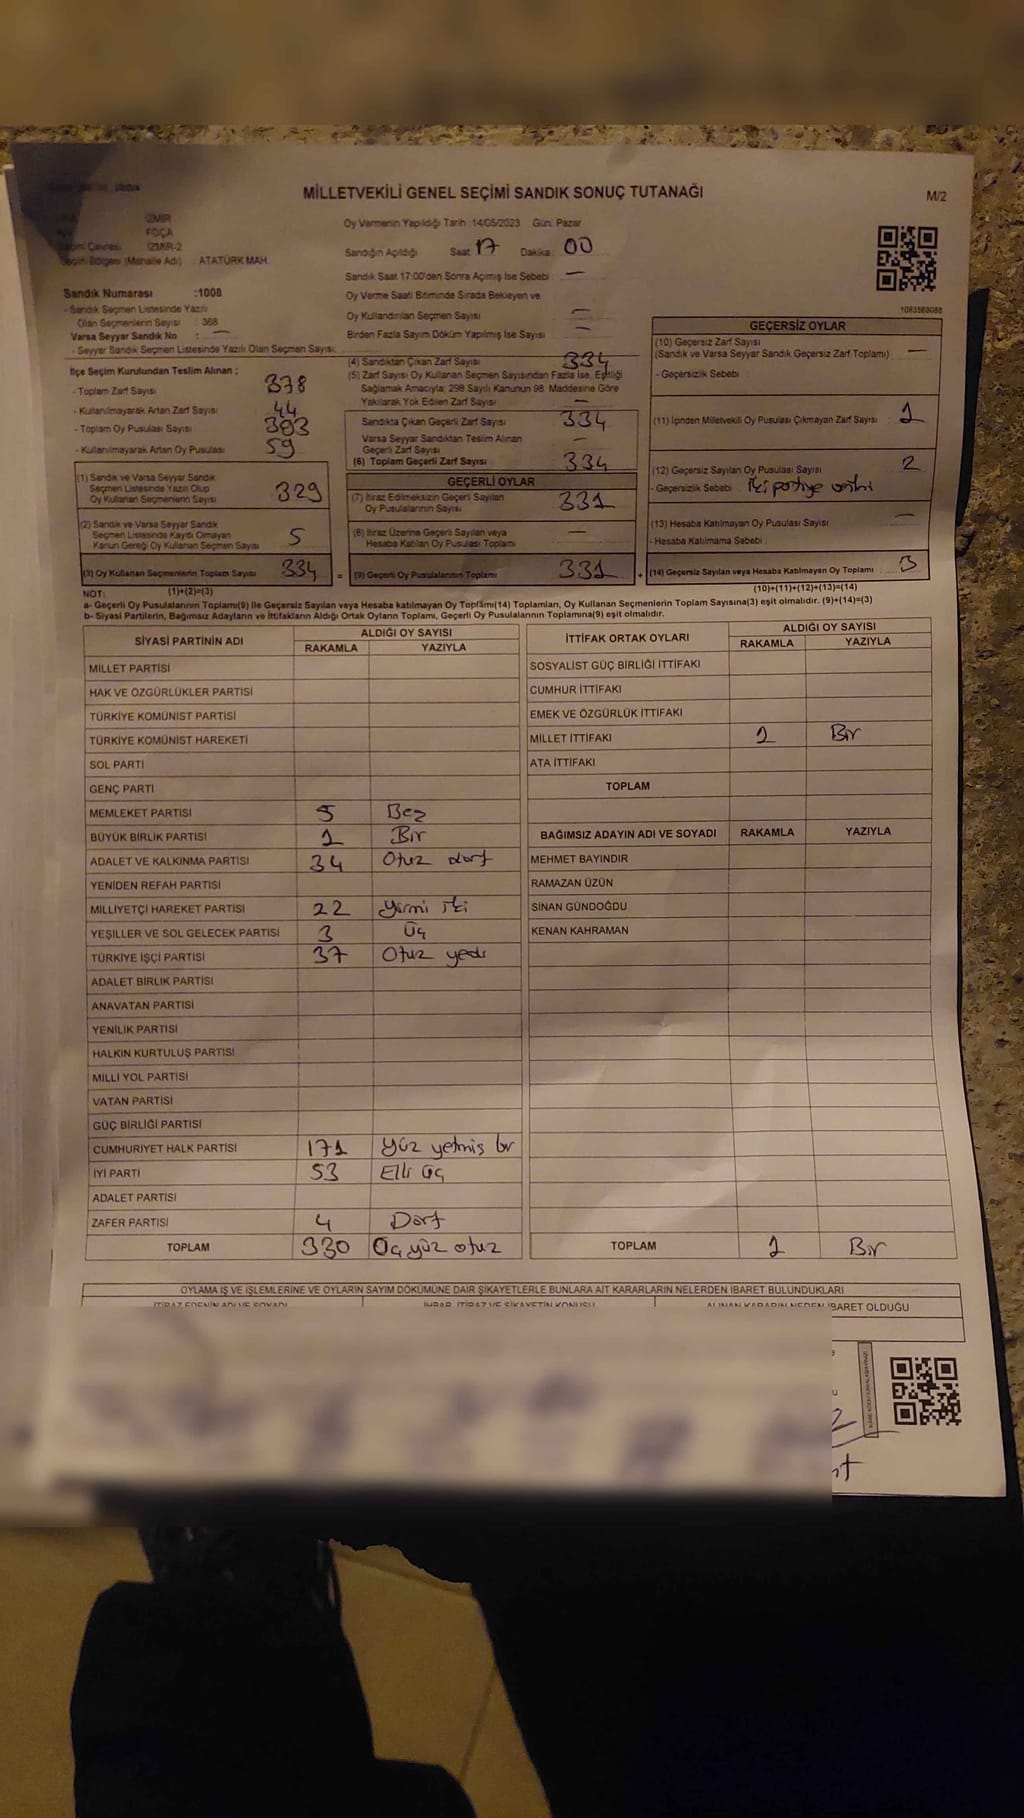 MİLLETVEKİLİ GENEL SEÇİMİ SANDIK SONUÇ TUTANAĞI
M/2
İZMİR
FOÇA
Seçim Çevresi İZMİR-2
Seçim Bölgesi (Mahalle Adı) : ATATÜRK MAH.
Oy Vermenin Yapıldığı Tarih :14/05/2023 Gün: Pazar
Sandığın Açıldığı Saat : 17 Dakika : 00
Sandık Saat 17:00'den Sonra Açımış İse Sebebi : —
Oy Verme Saati Bitiminde Sırada Bekleyen ve
Oy Kullandırılan Seçmen Sayısı : —
Birden Fazla Sayım Döküm Yapılmış İse Sayısı : —
Sandık Numarası :1008
- Sandık Seçmen Listesinde Yazılı
Olan Seçmenlerin Sayısı : 368
Varsa Seyyar Sandık No : —
- Seyyar Sandık Seçmen Listesinde Yazılı Olan Seçmen Sayısı:
İlçe Seçim Kurulundan Teslim Alınan ;
- Toplam Zarf Sayısı 378
- Kullanılmayarak Artan Zarf Sayısı 44
- Toplam Oy Pusulası Sayısı 393
- Kullanılmayarak Artan Oy Pusulası 59
(1) Sandık ve Varsa Seyyar Sandık
Seçmen Listesinde Yazılı Olup
Oy Kullanan Seçmenlerin Sayısı : 329
(2) Sandık ve Varsa Seyyar Sandık
Seçmen Listesinde Kaydı Olmayan
Kanun Gereği Oy Kullanan Seçmen Sayısı : 5
(3) Oy Kullanan Seçmenlerin Toplam Sayısı : 334
(1)+(2)=(3)
(4) Sandıktan Çıkan Zarf Sayısı : 334
(5) Zarf Sayısı Oy Kullanan Seçmen Sayısından Fazla İse, Eşitliği
Sağlamak Amacıyla, 298 Sayılı Kanunun 98. Maddesine Göre
Yakılarak Yok Edilen Zarf Sayısı : —
Sandıkta Çıkan Geçerli Zarf Sayısı : 334
Varsa Seyyar Sandıktan Teslim Alınan
Geçerli Zarf Sayısı : —
(6) Toplam Geçerli Zarf Sayısı : 334
GEÇERLİ OYLAR
(7) İtiraz Edilmeksizin Geçerli Sayılan
Oy Pusulalarının Sayısı : 331
(8) İtiraz Üzerine Geçerli Sayılan veya
Hesaba Katılan Oy Pusulası Toplamı : —
= (9) Geçerli Oy Pusulalarının Toplamı : 331 +
1093589088
GEÇERSİZ OYLAR
(10) Geçersiz Zarf Sayısı
(Sandık ve Varsa Seyyar Sandık Geçersiz Zarf Toplamı) : —
- Geçersizlik Sebebi :
(11) İçinden Milletvekili Oy Pusulası Çıkmayan Zarf Sayısı : 1
(12) Geçersiz Sayılan Oy Pusulası Sayısı : 2
- Geçersizlik Sebebi : İki partiye
(13) Hesaba Katılmayan Oy Pusulası Sayısı : —
- Hesaba Katılmama Sebebi :
(14) Geçersiz Sayılan veya Hesaba Katılmayan Oy Toplamı : 3
(10)+(11)+(12)+(13)=(14)
NOT:
a- Geçerli Oy Pusulalarının Toplamı(9) ile Geçersiz Sayılan veya Hesaba katılmayan Oy Toplamı(14) Toplamları, Oy Kullanan Seçmenlerin Toplam Sayısına(3) eşit olmalıdır. (9)+(14)=(3)
b- Siyasi Partilerin, Bağımsız Adayların ve İttifakların Aldığı Ortak Oyların Toplamı, Geçerli Oy Pusulalarının Toplamına(9) eşit olmalıdır.
SİYASİ PARTİNİN ADI ALDIĞI OY SAYISI
RAKAMLA YAZIYLA
MİLLET PARTİSİ
HAK VE ÖZGÜRLÜKLER PARTİSİ
TÜRKİYE KOMÜNİST PARTİSİ
TÜRKİYE KOMÜNİST HAREKETİ
SOL PARTİ
GENÇ PARTİ
MEMLEKET PARTİSİ 5 Beş
BÜYÜK BİRLİK PARTİSİ 1 Bir
ADALET VE KALKINMA PARTİSİ 34 Otuz dört
YENİDEN REFAH PARTİSİ
MİLLİYETÇİ HAREKET PARTİSİ 22 Yirmi iki
YEŞİLLER VE SOL GELECEK PARTİSİ 3 Üç
TÜRKİYE İŞÇİ PARTİSİ 37 Otuz yedi
ADALET BİRLİK PARTİSİ
ANAVATAN PARTİSİ
YENİLİK PARTİSİ
HALKIN KURTULUŞ PARTİSİ
MİLLİ YOL PARTİSİ
VATAN PARTİSİ
GÜÇ BİRLİĞİ PARTİSİ
CUMHURİYET HALK PARTİSİ 171 Yüz yetmiş bir
İYİ PARTİ 53 Elli üç
ADALET PARTİSİ
ZAFER PARTİSİ 4 Dört
TOPLAM 330 Üç yüz otuz
İTTİFAK ORTAK OYLARI ALDIĞI OY SAYISI
RAKAMLA YAZIYLA
SOSYALİST GÜÇ BİRLİĞİ İTTİFAKI
CUMHUR İTTİFAKI
EMEK VE ÖZGÜRLÜK İTTİFAKI
MİLLET İTTİFAKI 1 Bir
ATA İTTİFAKI
TOPLAM
BAĞIMSIZ ADAYIN ADI VE SOYADI RAKAMLA YAZIYLA
MEHMET BAYINDIR
RAMAZAN ÜZÜN
SİNAN GÜNDOĞDU
KENAN KAHRAMAN
TOPLAM 1 Bir
OYLAMA İŞ VE İŞLEMLERİNE VE OYLARIN SAYIM DÖKÜMÜNE DAİR ŞİKAYETLERLE BUNLARA AİT KARARLARIN NELERDEN İBARET BULUNDUKLARI
İTİRAZ EDENİN ADI VE SOYADI İHBAR, İTİRAZ VE ŞİKAYETİN KONUSU ALINAN KARARIN NEDEN İBARET OLDUĞU